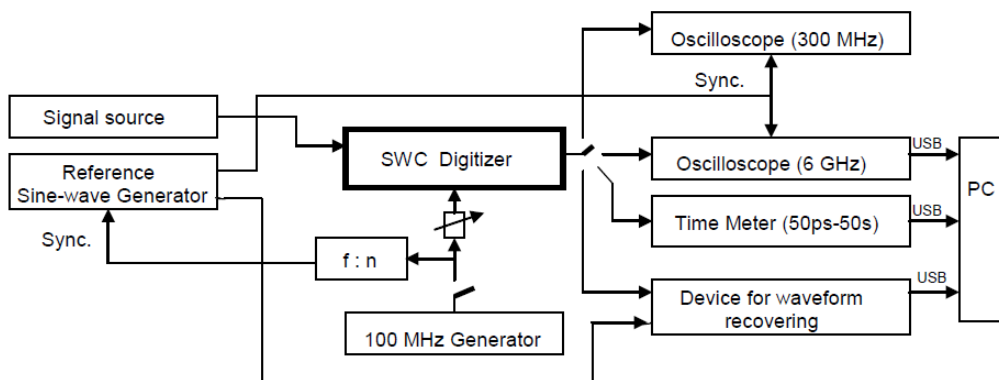 Oscilloscope (300 MHz)
Sync.
Signal source
SWC Digitizer
Oscilloscope (6 GHz)
USB
PC
Reference
Sine-wave Generator
Time Meter (50ps-50s)
USB
Sync.
f : n
Device for waveform
recovering
USB
100 MHz Generator